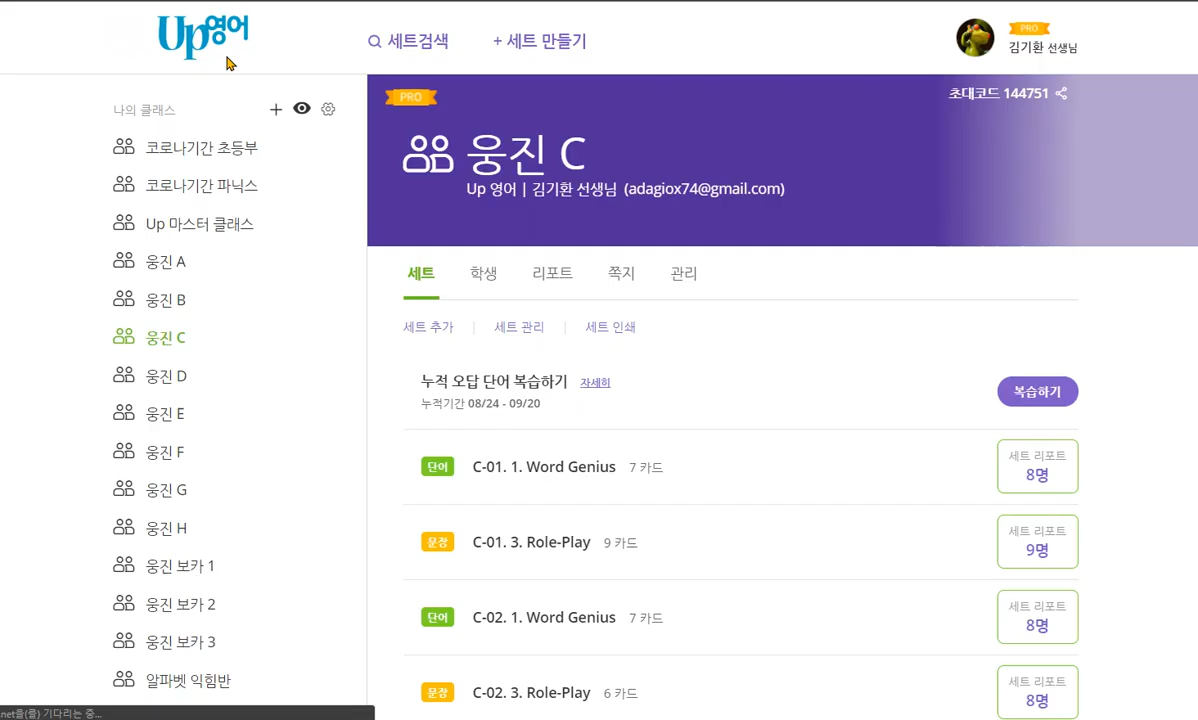 Up영어
세트검색
+ 세트 만들기
PRO
김기환 선생님
나의 클래스
코로나기간 초등부
코로나기간 파닉스
Up 마스터 클래스
웅진 A
웅진 B
웅진 C
웅진 D
웅진 E
웅진 F
웅진 G
웅진 H
웅진 보카 1
웅진 보카 2
웅진 보카 3
알파벳 익힘반
net을(를) 기다리는 중...
PRO
초대코드 144751
웅진 C
Up 영어 | 김기환 선생님 (adagiox74@gmail.com)
세트 학생 리포트 쪽지 관리
세트 추가 | 세트 관리 | 세트 인쇄
누적 오답 단어 복습하기 자세히
누적기간 08/24 - 09/20
복습하기
단어 C-01. 1. Word Genius 7 카드
세트 리포트
8명
문장 C-01. 3. Role-Play 9 카드
세트 리포트
9명
단어 C-02. 1. Word Genius 7 카드
세트 리포트
8명
문장 C-02. 3. Role-Play 6 카드
세트 리포트
8명